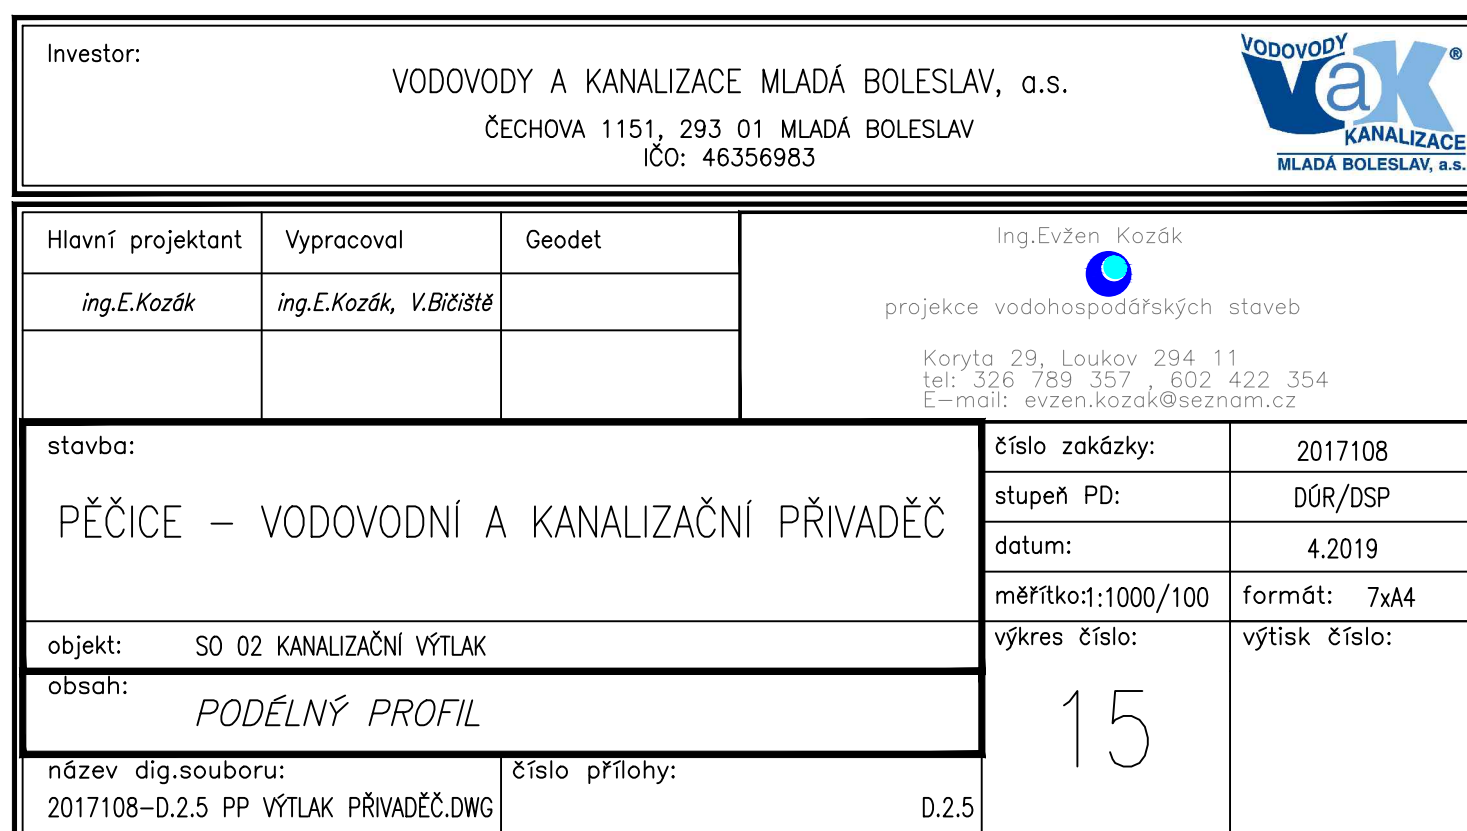 Investor:
VODOVODY A KANALIZACE MLADÁ BOLESLAV, a.s.
ČECHOVA 1151, 293 01 MLADÁ BOLESLAV
IČO: 46356983
VODOVODY
VaK ®
KANALIZACE
MLADÁ BOLESLAV, a.s.
Hlavní projektant Vypracoval Geodet
ing.E.Kozák ing.E.Kozák, V.Bičiště
Ing.Evžen Kozák
projekce vodohospodářských staveb
Koryta 29, Loukov 294 11
tel: 326 789 357 , 602 422 354
E-mail: evzen.kozak@seznam.cz
stavba:
PĚČICE – VODOVODNÍ A KANALIZAČNÍ PŘIVADĚČ
číslo zakázky: 2017108
stupeň PD: DÚR/DSP
datum: 4.2019
měřítko:1:1000/100 formát: 7xA4
objekt: SO 02 KANALIZAČNÍ VÝTLAK
výkres číslo: výtisk číslo:
15
obsah:
PODÉLNÝ PROFIL
název dig.souboru: číslo přílohy:
2017108-D.2.5 PP VÝTLAK PŘIVADĚČ.DWG D.2.5